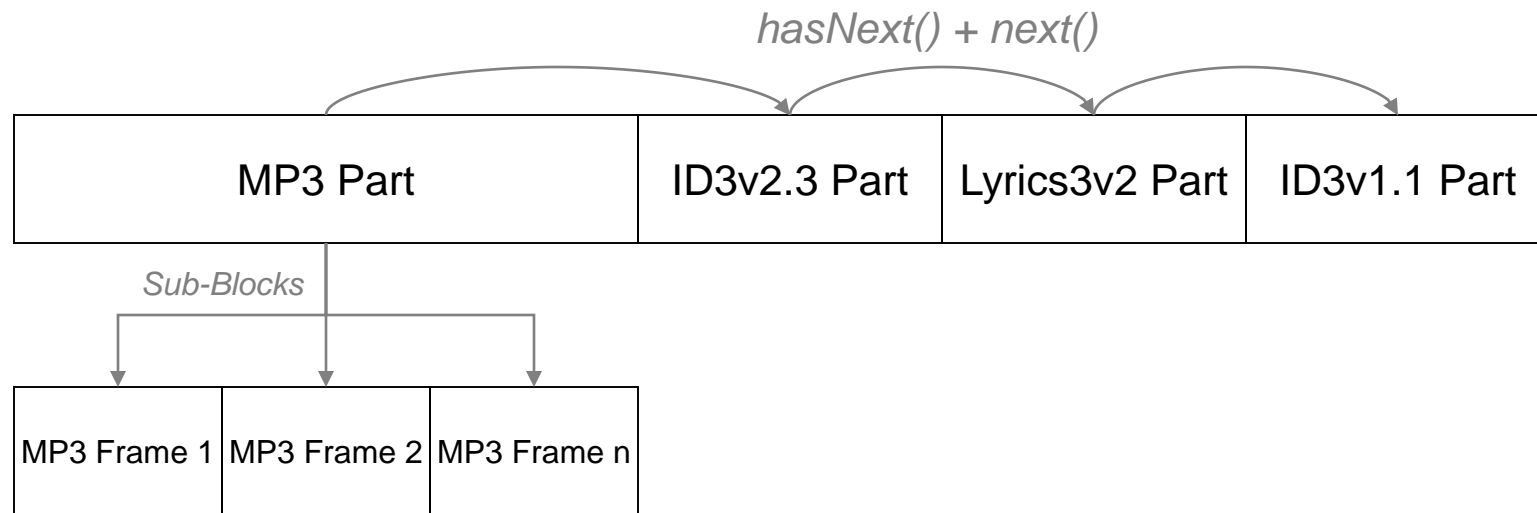 hasNext() + next()
MP3 Part
ID3v2.3 Part
Lyrics3v2 Part
ID3v1.1 Part
Sub-Blocks
MP3 Frame 1
MP3 Frame 2
MP3 Frame n